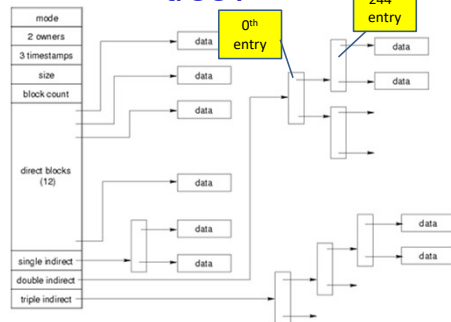 0th
entry
244
entry
mode
2 owners
3 timestamps
size
block count
direct blocks
(12)
single indirect
double indirect
triple indirect
data
data
data
data
data
data
data
data
data
data